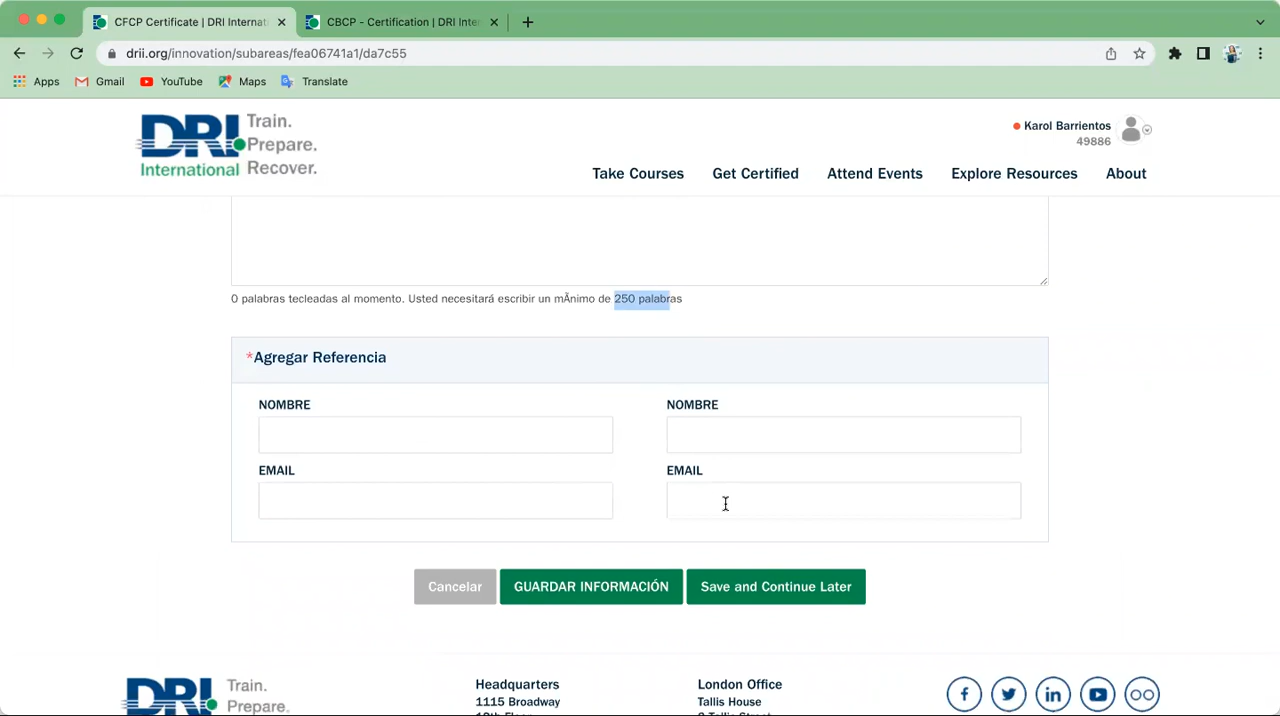 CFCP Certificate | DRI Internat
CBCP - Certification | DRI Inte
drii.org/innovation/subareas/fea06741a1/da7c55
Apps
Gmail
YouTube
Maps
Translate
DRI
International
Train.
Prepare.
Recover.
Karol Barrientos
49886
Take Courses
Get Certified
Attend Events
Explore Resources
About
0 palabras tecleadas al momento. Usted necesitará escribir un mÃnimo de 250 palabras
*Agregar Referencia
NOMBRE
NOMBRE
EMAIL
EMAIL
Cancelar
GUARDAR INFORMACIÓN
Save and Continue Later
DRI
Train.
Prepare.
Headquarters
1115 Broadway
London Office
Tallis House